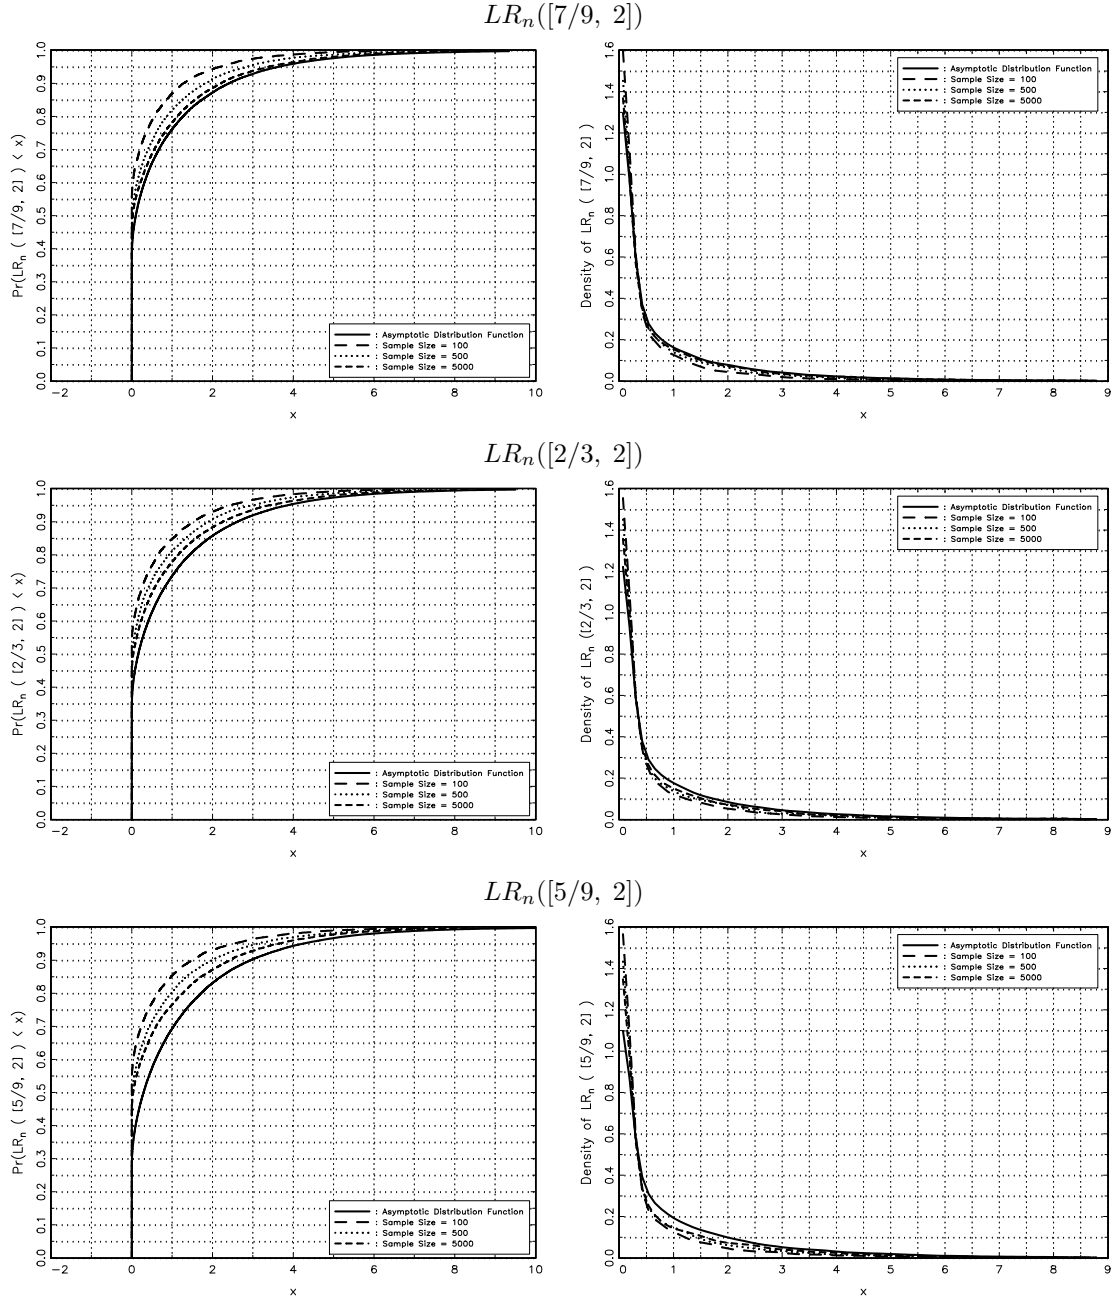 LRn([7/9, 2])
Pr(LRn ( [7/9, 2] ) < x)
1.0
0.9
0.8
0.7
0.6
0.5
0.4
0.3
0.2
0.1
0.0
: Asymptotic Distribution Function
: Sample Size = 100
: Sample Size = 500
: Sample Size = 5000
−2 0 2 4 6 8 10
x
Density of LRn ( [7/9, 2] )
1.6
1.4
1.2
1.0
0.8
0.6
0.4
0.2
0.0
: Asymptotic Distribution Function
: Sample Size = 100
: Sample Size = 500
: Sample Size = 5000
0 1 2 3 4 5 6 7 8 9
x
LRn([2/3, 2])
Pr(LRn ( [2/3, 2] ) < x)
1.0
0.9
0.8
0.7
0.6
0.5
0.4
0.3
0.2
0.1
0.0
: Asymptotic Distribution Function
: Sample Size = 100
: Sample Size = 500
: Sample Size = 5000
−2 0 2 4 6 8 10
x
Density of LRn ([2/3, 2] )
1.6
1.4
1.2
1.0
0.8
0.6
0.4
0.2
0.0
: Asymptotic Distribution Function
: Sample Size = 100
: Sample Size = 500
: Sample Size = 5000
0 1 2 3 4 5 6 7 8 9
x
LRn([5/9, 2])
Pr(LRn ( [5/9, 2] ) < x)
1.0
0.9
0.8
0.7
0.6
0.5
0.4
0.3
0.2
0.1
0.0
: Asymptotic Distribution Function
: Sample Size = 100
: Sample Size = 500
: Sample Size = 5000
−2 0 2 4 6 8 10
x
Density of LRn ( [5/9, 2]
1.6
1.4
1.2
1.0
0.8
0.6
0.4
0.2
0.0
: Asymptotic Distribution Function
: Sample Size = 100
: Sample Size = 500
: Sample Size = 5000
0 1 2 3 4 5 6 7 8 9
x